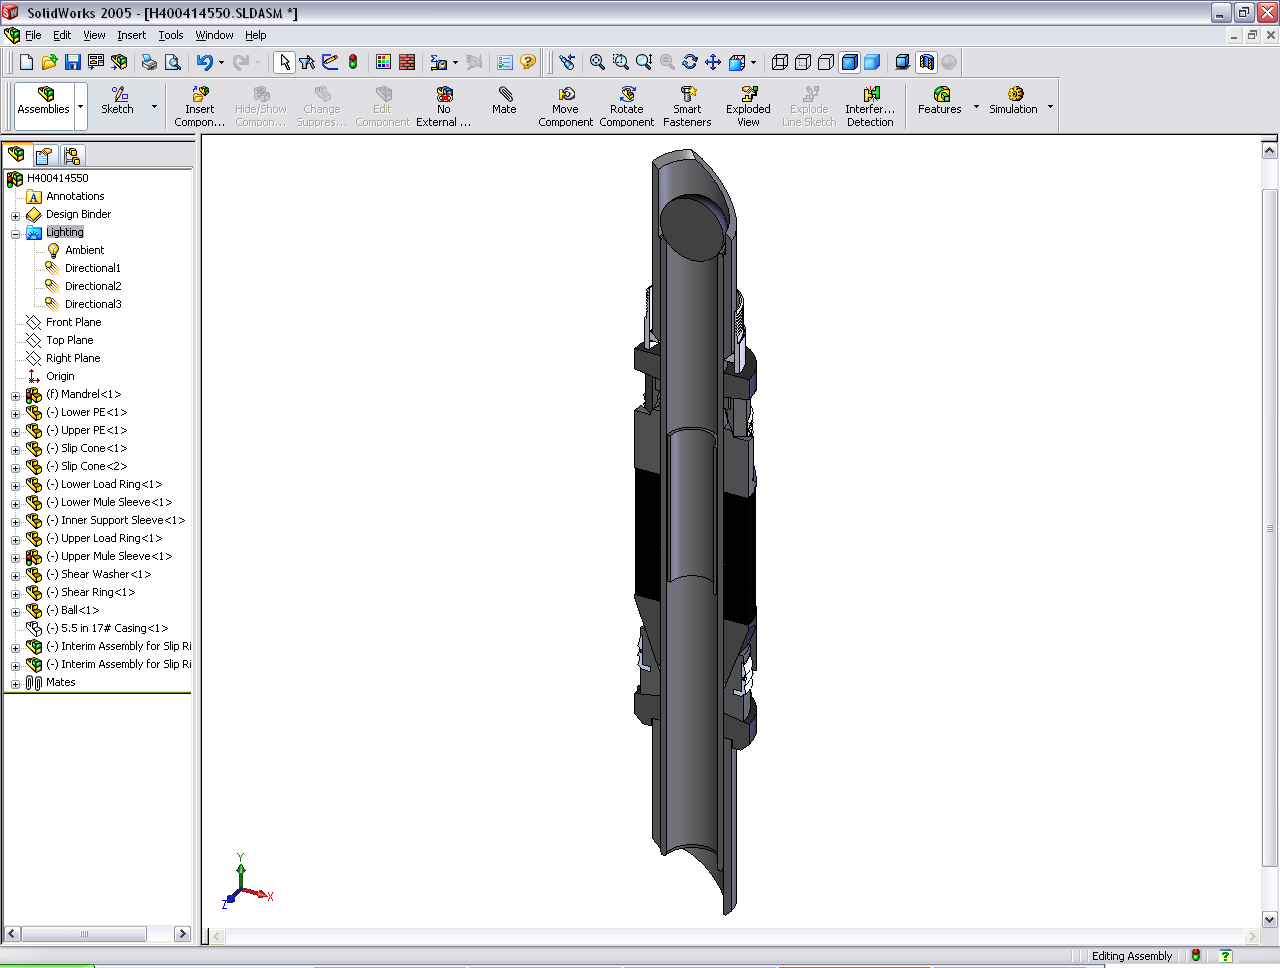 SolidWorks 2005 - [H400414550.SLDASM *]
File Edit View Insert Tools Window Help
Assemblies
Sketch
Insert
Compon...
Hide/Show
Compon...
Change
Suppres...
Edit
Component
No
External ...
Mate
Move
Component
Rotate
Component
Smart
Fasteners
Exploded
View
Explode
Line Sketch
Interfer...
Detection
Features
Simulation
H400414550
Annotations
Design Binder
Lighting
Ambient
Directional1
Directional2
Directional3
Front Plane
Top Plane
Right Plane
Origin
(f) Mandrel<1>
(-) Lower PE<1>
(-) Upper PE<1>
(-) Slip Cone<1>
(-) Slip Cone<2>
(-) Lower Load Ring<1>
(-) Lower Mule Sleeve<1>
(-) Inner Support Sleeve<1>
(-) Upper Load Ring<1>
(-) Upper Mule Sleeve<1>
(-) Shear Washer<1>
(-) Shear Ring<1>
(-) Ball<1>
(-) 5.5 in 17# Casing<1>
(-) Interim Assembly for Slip Ri
(-) Interim Assembly for Slip Ri
Mates
Y
X
Z
Editing Assembly